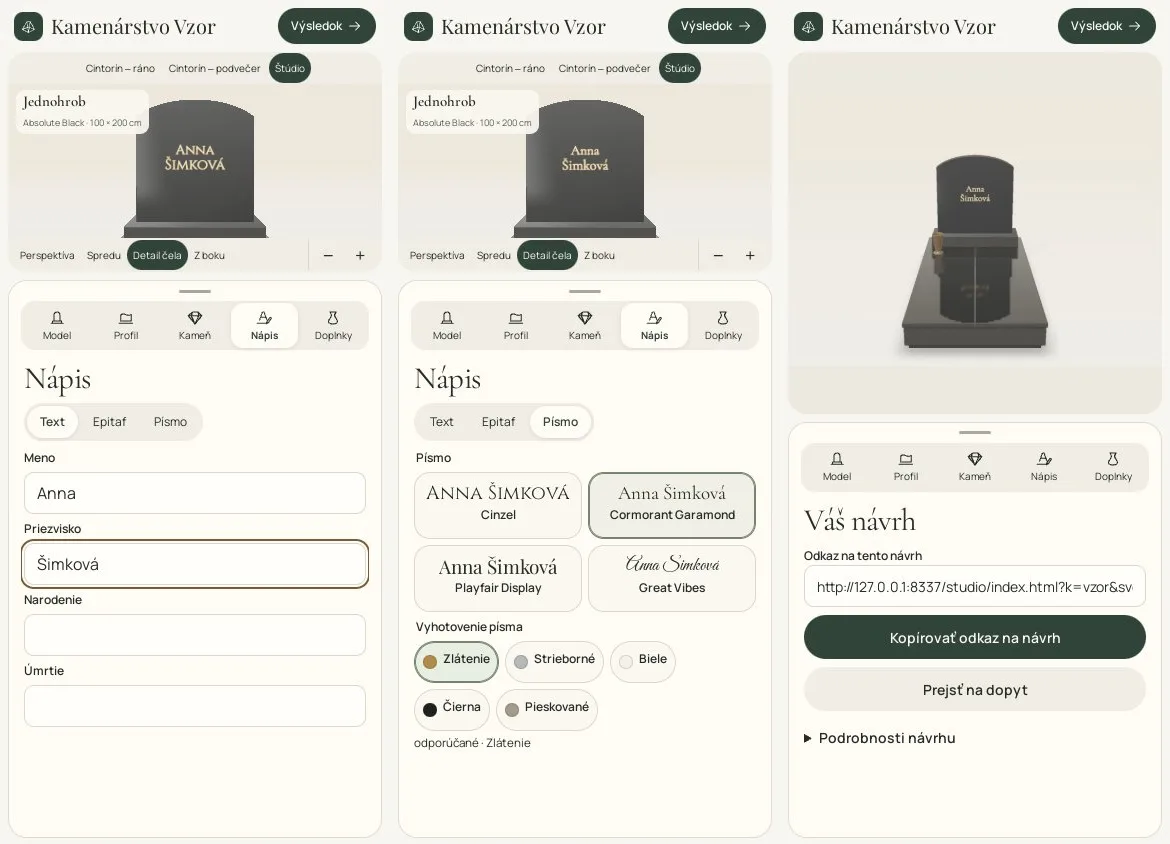 Kamenárstvo Vzor
Výsledok →
Cintorín – ráno
Cintorín – podvečer
Štúdio
Jednohrob
Absolute Black · 100 × 200 cm
ANNA
ŠIMKOVÁ
Perspektíva
Spredu
Detail čela
Z boku
− +
Model
Profil
Kameň
Nápis
Doplnky
Nápis
Text
Epitaf
Písmo
Meno
Anna
Priezvisko
Šimková
Narodenie
Úmrtie
Kamenárstvo Vzor
Výsledok →
Cintorín – ráno
Cintorín – podvečer
Štúdio
Jednohrob
Absolute Black · 100 × 200 cm
Anna
Šimková
Perspektíva
Spredu
Detail čela
Z boku
− +
Model
Profil
Kameň
Nápis
Doplnky
Nápis
Text
Epitaf
Písmo
Písmo
Anna Šimková
Cinzel
Anna Šimková
Cormorant Garamond
Anna Šimková
Playfair Display
Anna Šimková
Great Vibes
Vyhotovenie písma
Zlátenie
Strieborné
Biele
Čierna
Pieskované
odporúčané · Zlátenie
Kamenárstvo Vzor
Výsledok →
Anna
Šimková
Model
Profil
Kameň
Nápis
Doplnky
Váš návrh
Odkaz na tento návrh
http://127.0.0.1:8337/studio/index.html?k=vzor&sv
Kopírovať odkaz na návrh
Prejsť na dopyt
Podrobnosti návrhu